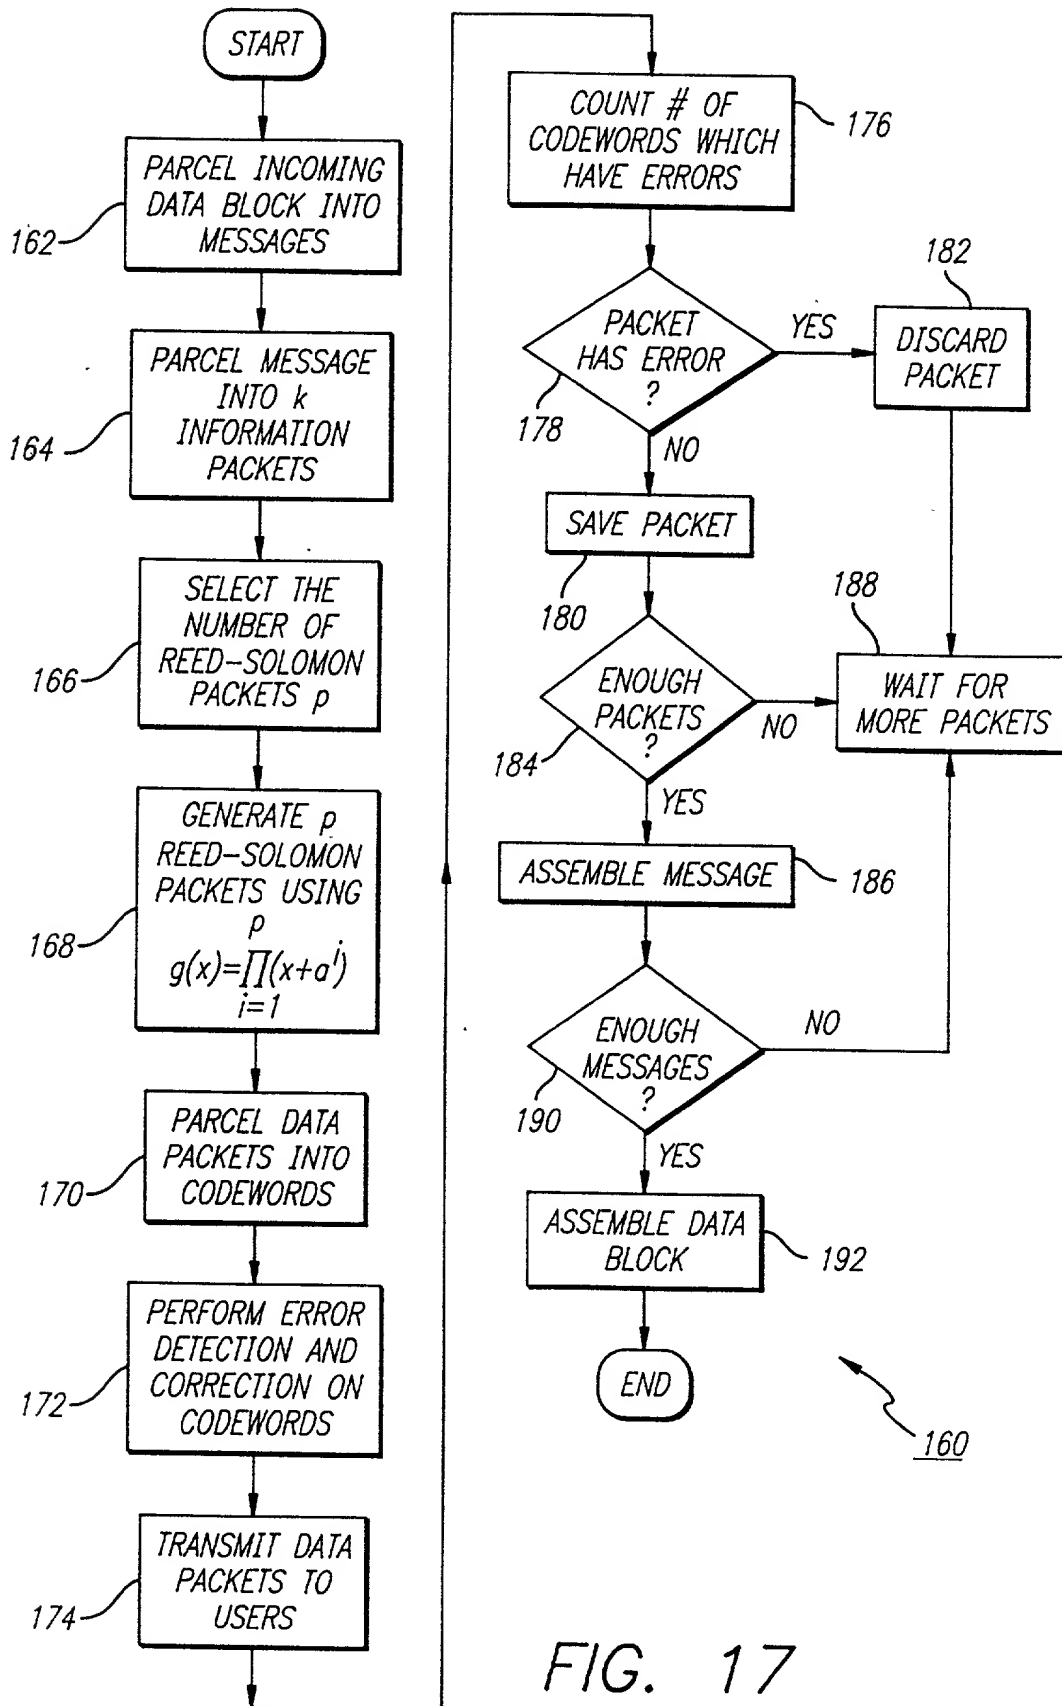 START
PARCEL INCOMING
DATA BLOCK INTO
MESSAGES
162
PARCEL MESSAGE
INTO k
INFORMATION
PACKETS
164
SELECT THE
NUMBER OF
REED-SOLOMON
PACKETS p
166
GENERATE p
REED-SOLOMON
PACKETS USING
p
g(x)=∏(x+a^i)
i=1
168
PARCEL DATA
PACKETS INTO
CODEWORDS
170
PERFORM ERROR
DETECTION AND
CORRECTION ON
CODEWORDS
172
TRANSMIT DATA
PACKETS TO
USERS
174
COUNT # OF
CODEWORDS WHICH
HAVE ERRORS
176
PACKET
HAS ERROR
?
178
YES
182
DISCARD
PACKET
NO
SAVE PACKET
180
ENOUGH
PACKETS
?
184
NO
188
WAIT FOR
MORE PACKETS
YES
ASSEMBLE MESSAGE
186
ENOUGH
MESSAGES
?
190
NO
YES
ASSEMBLE DATA
BLOCK
192
END
160
FIG. 17